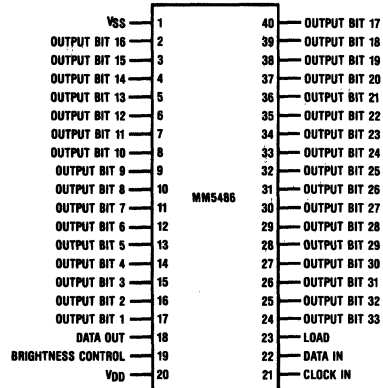 VSS 1 40 OUTPUT BIT 17
OUTPUT BIT 16 2 39 OUTPUT BIT 18
OUTPUT BIT 15 3 38 OUTPUT BIT 19
OUTPUT BIT 14 4 37 OUTPUT BIT 20
OUTPUT BIT 13 5 36 OUTPUT BIT 21
OUTPUT BIT 12 6 35 OUTPUT BIT 22
OUTPUT BIT 11 7 34 OUTPUT BIT 23
OUTPUT BIT 10 8 33 OUTPUT BIT 24
OUTPUT BIT 9 9 32 OUTPUT BIT 25
OUTPUT BIT 8 10 31 OUTPUT BIT 26
MM5486
OUTPUT BIT 7 11 30 OUTPUT BIT 27
OUTPUT BIT 6 12 29 OUTPUT BIT 28
OUTPUT BIT 5 13 28 OUTPUT BIT 29
OUTPUT BIT 4 14 27 OUTPUT BIT 30
OUTPUT BIT 3 15 26 OUTPUT BIT 31
OUTPUT BIT 2 16 25 OUTPUT BIT 32
OUTPUT BIT 1 17 24 OUTPUT BIT 33
DATA OUT 18 23 LOAD
BRIGHTNESS CONTROL 19 22 DATA IN
VDD 20 21 CLOCK IN